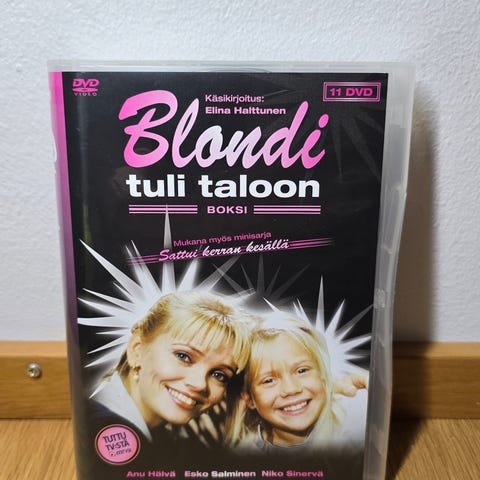 DVD
VIDEO
11 DVD
Käsikirjoitus:
Elina Halttunen
Blondi
tuli taloon
BOKSI
Mukana myös minisarja
Sattui kerran kesällä
TUTTU
TV:STÄ
Anu Hälvä Esko Salminen Niko Sinervä